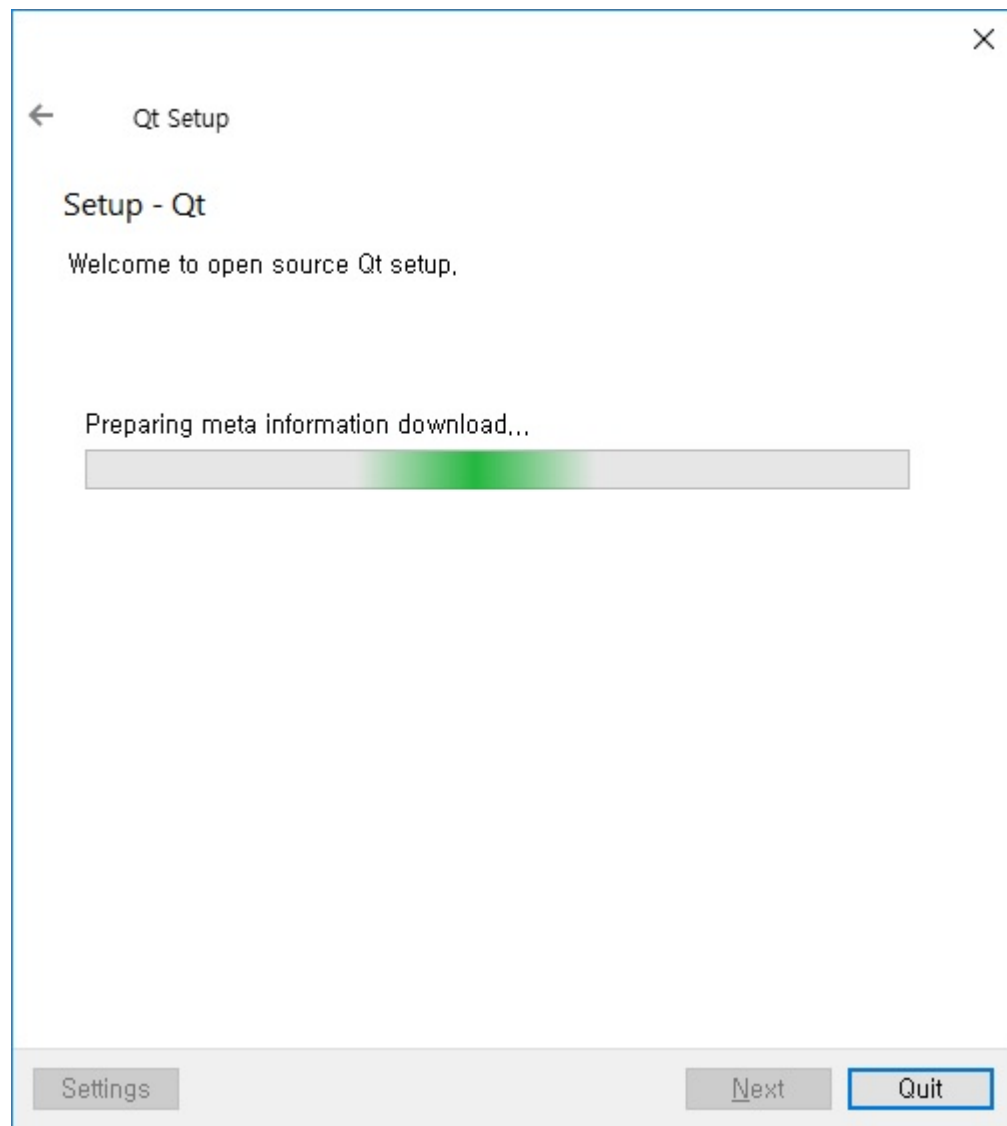 Qt Setup
Setup - Qt
Welcome to open source Qt setup.
Preparing meta information download...
Settings
Next
Quit